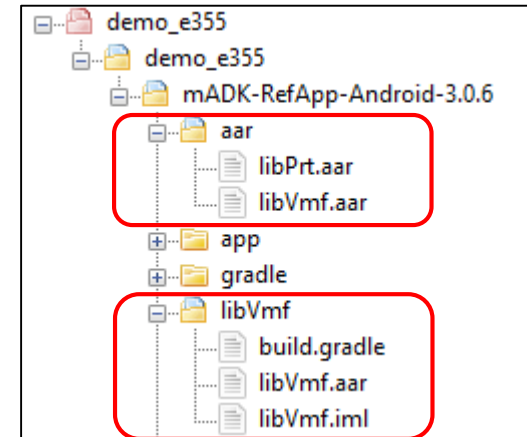 demo_e355
demo_e355
mADK-RefApp-Android-3.0.6
aar
libPrt.aar
libVmf.aar
app
gradle
libVmf
build.gradle
libVmf.aar
libVmf.iml